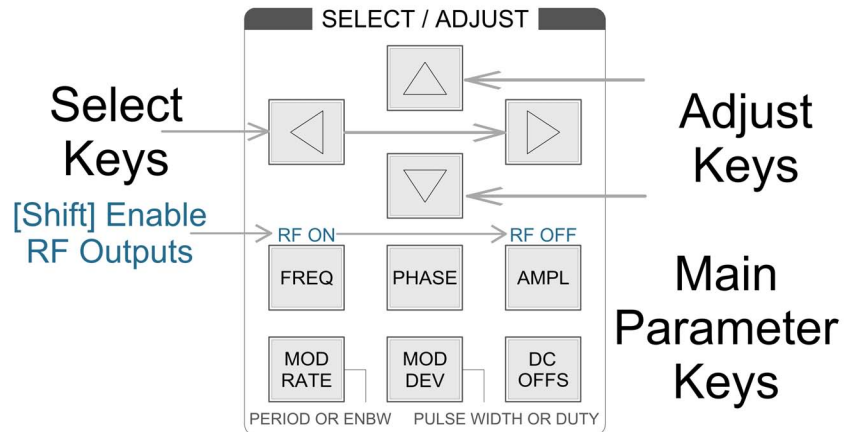 SELECT / ADJUST
Select
Keys
Adjust
Keys
[Shift] Enable
RF Outputs
RF ON
RF OFF
FREQ
PHASE
AMPL
Main
Parameter
Keys
MOD
RATE
MOD
DEV
DC
OFFS
PERIOD OR ENBW
PULSE WIDTH OR DUTY